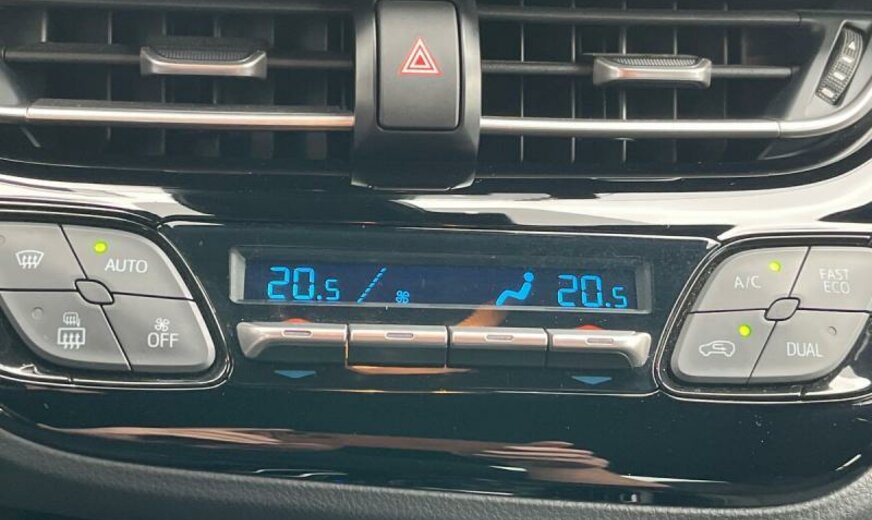 AUTO
OFF
20.5
20.5
A/C
FAST
ECO
DUAL